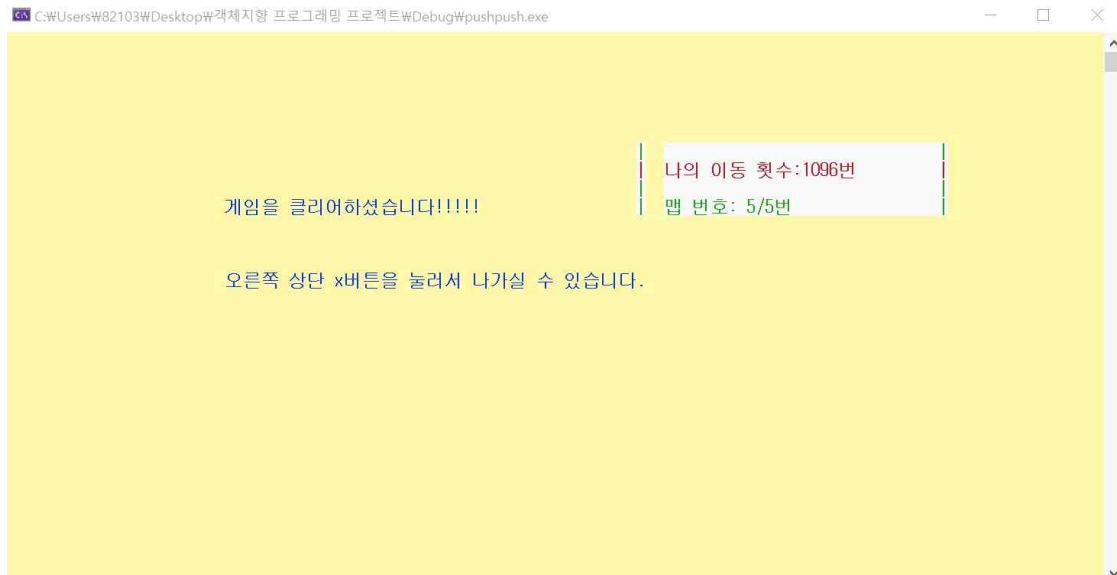 C:₩Users₩82103₩Desktop₩객체지향 프로그래밍 프로젝트₩Debug₩pushpush.exe
나의 이동 횟수:1096번
게임을 클리어하셨습니다!!!!!
맵 번호: 5/5번
오른쪽 상단 x버튼을 눌러서 나가실 수 있습니다.